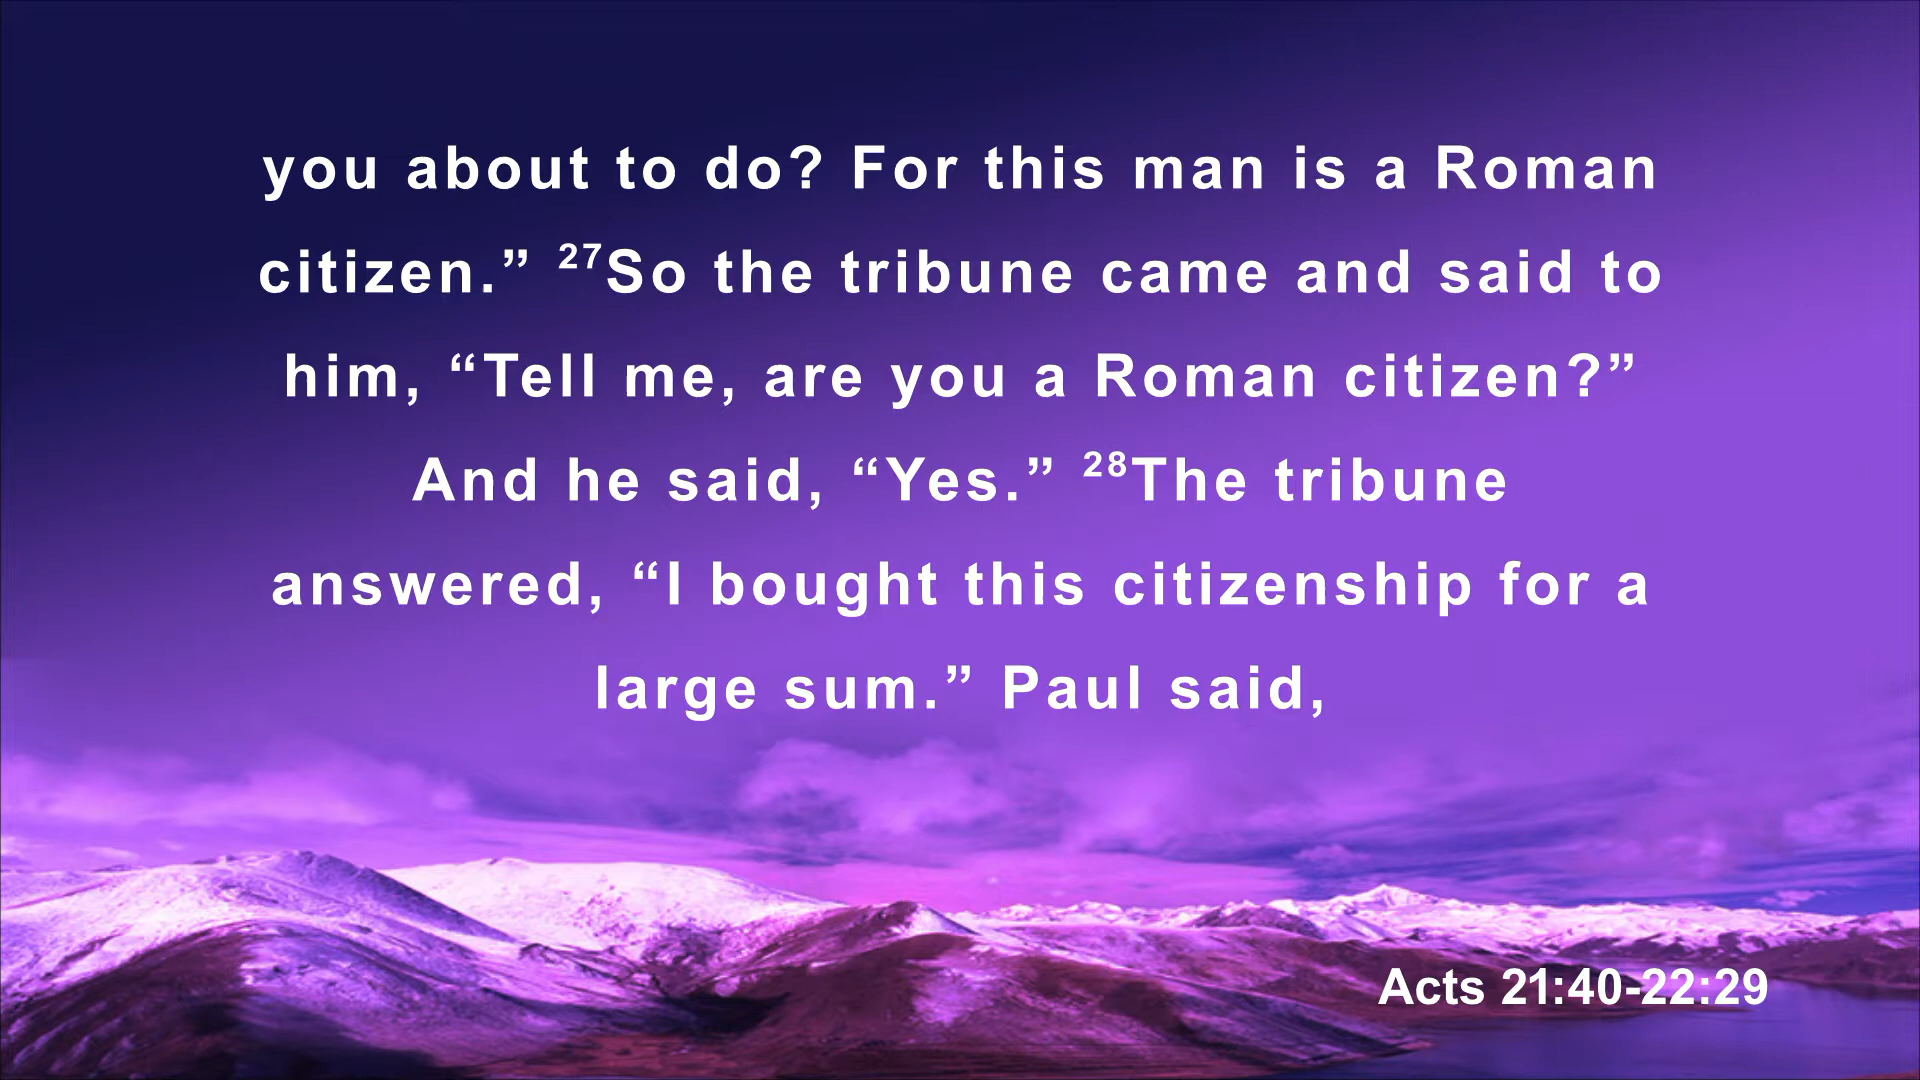 you about to do? For this man is a Roman
citizen.” ²⁷So the tribune came and said to
him, “Tell me, are you a Roman citizen?”
And he said, “Yes.” ²⁸The tribune
answered, “I bought this citizenship for a
large sum.” Paul said,
Acts 21:40-22:29